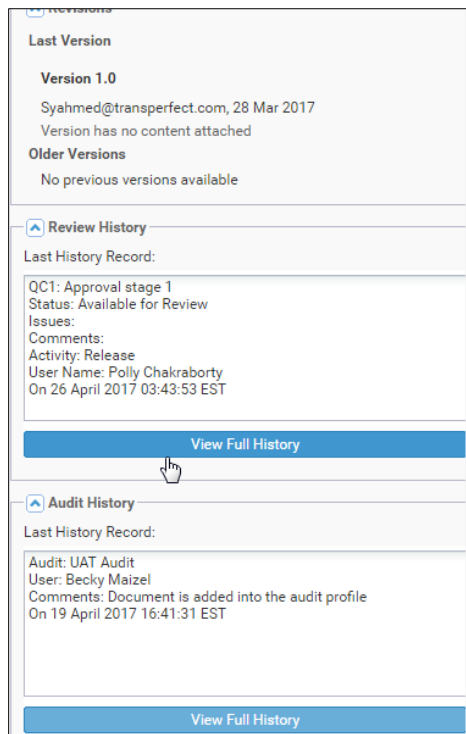 Revisions
Last Version
Version 1.0
Syahmed@transperfect.com, 28 Mar 2017
Version has no content attached
Older Versions
No previous versions available
Review History
Last History Record:
QC1: Approval stage 1
Status: Available for Review
Issues:
Comments:
Activity: Release
User Name: Polly Chakraborty
On 26 April 2017 03:43:53 EST
View Full History
Audit History
Last History Record:
Audit: UAT Audit
User: Becky Maizel
Comments: Document is added into the audit profile
On 19 April 2017 16:41:31 EST
View Full History